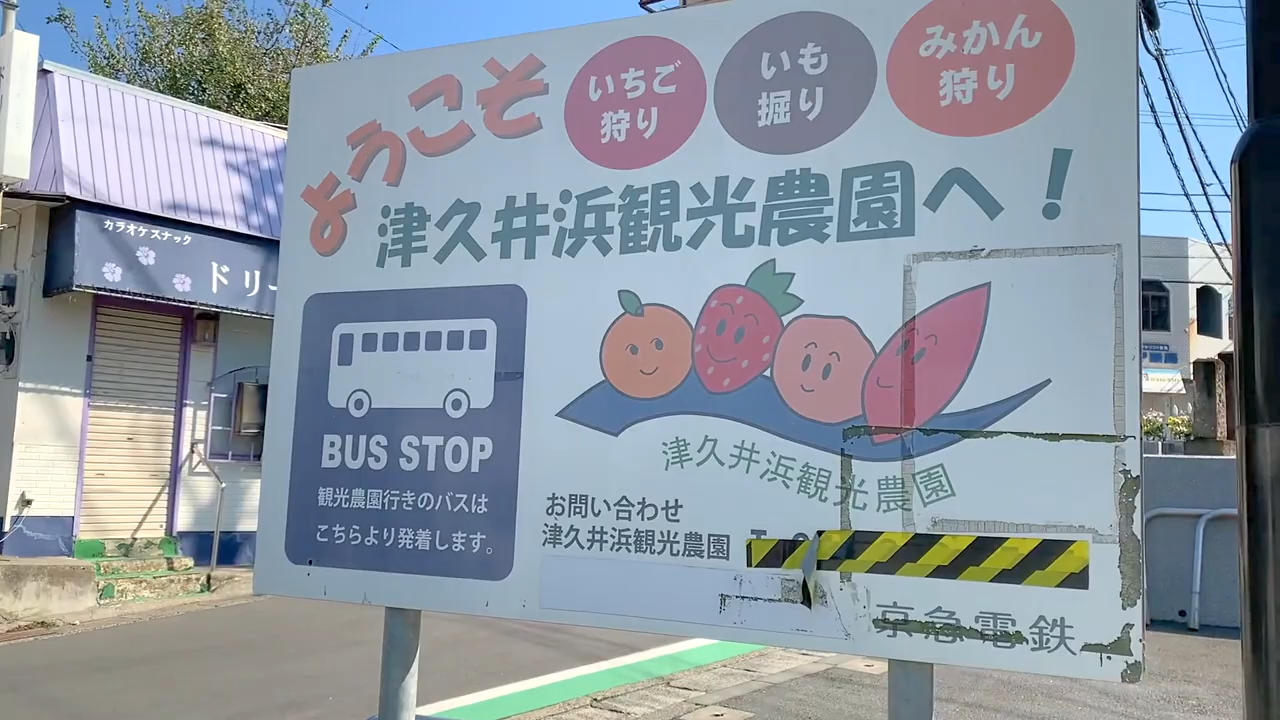 ようこそ
いちご
狩り
いも
掘り
みかん
狩り
津久井浜観光農園へ!
カラオケスナック
ドリー
BUS STOP
観光農園行きのバスは
こちらより発着します。
津久井浜観光農園
お問い合わせ
津久井浜観光農園
京急電鉄